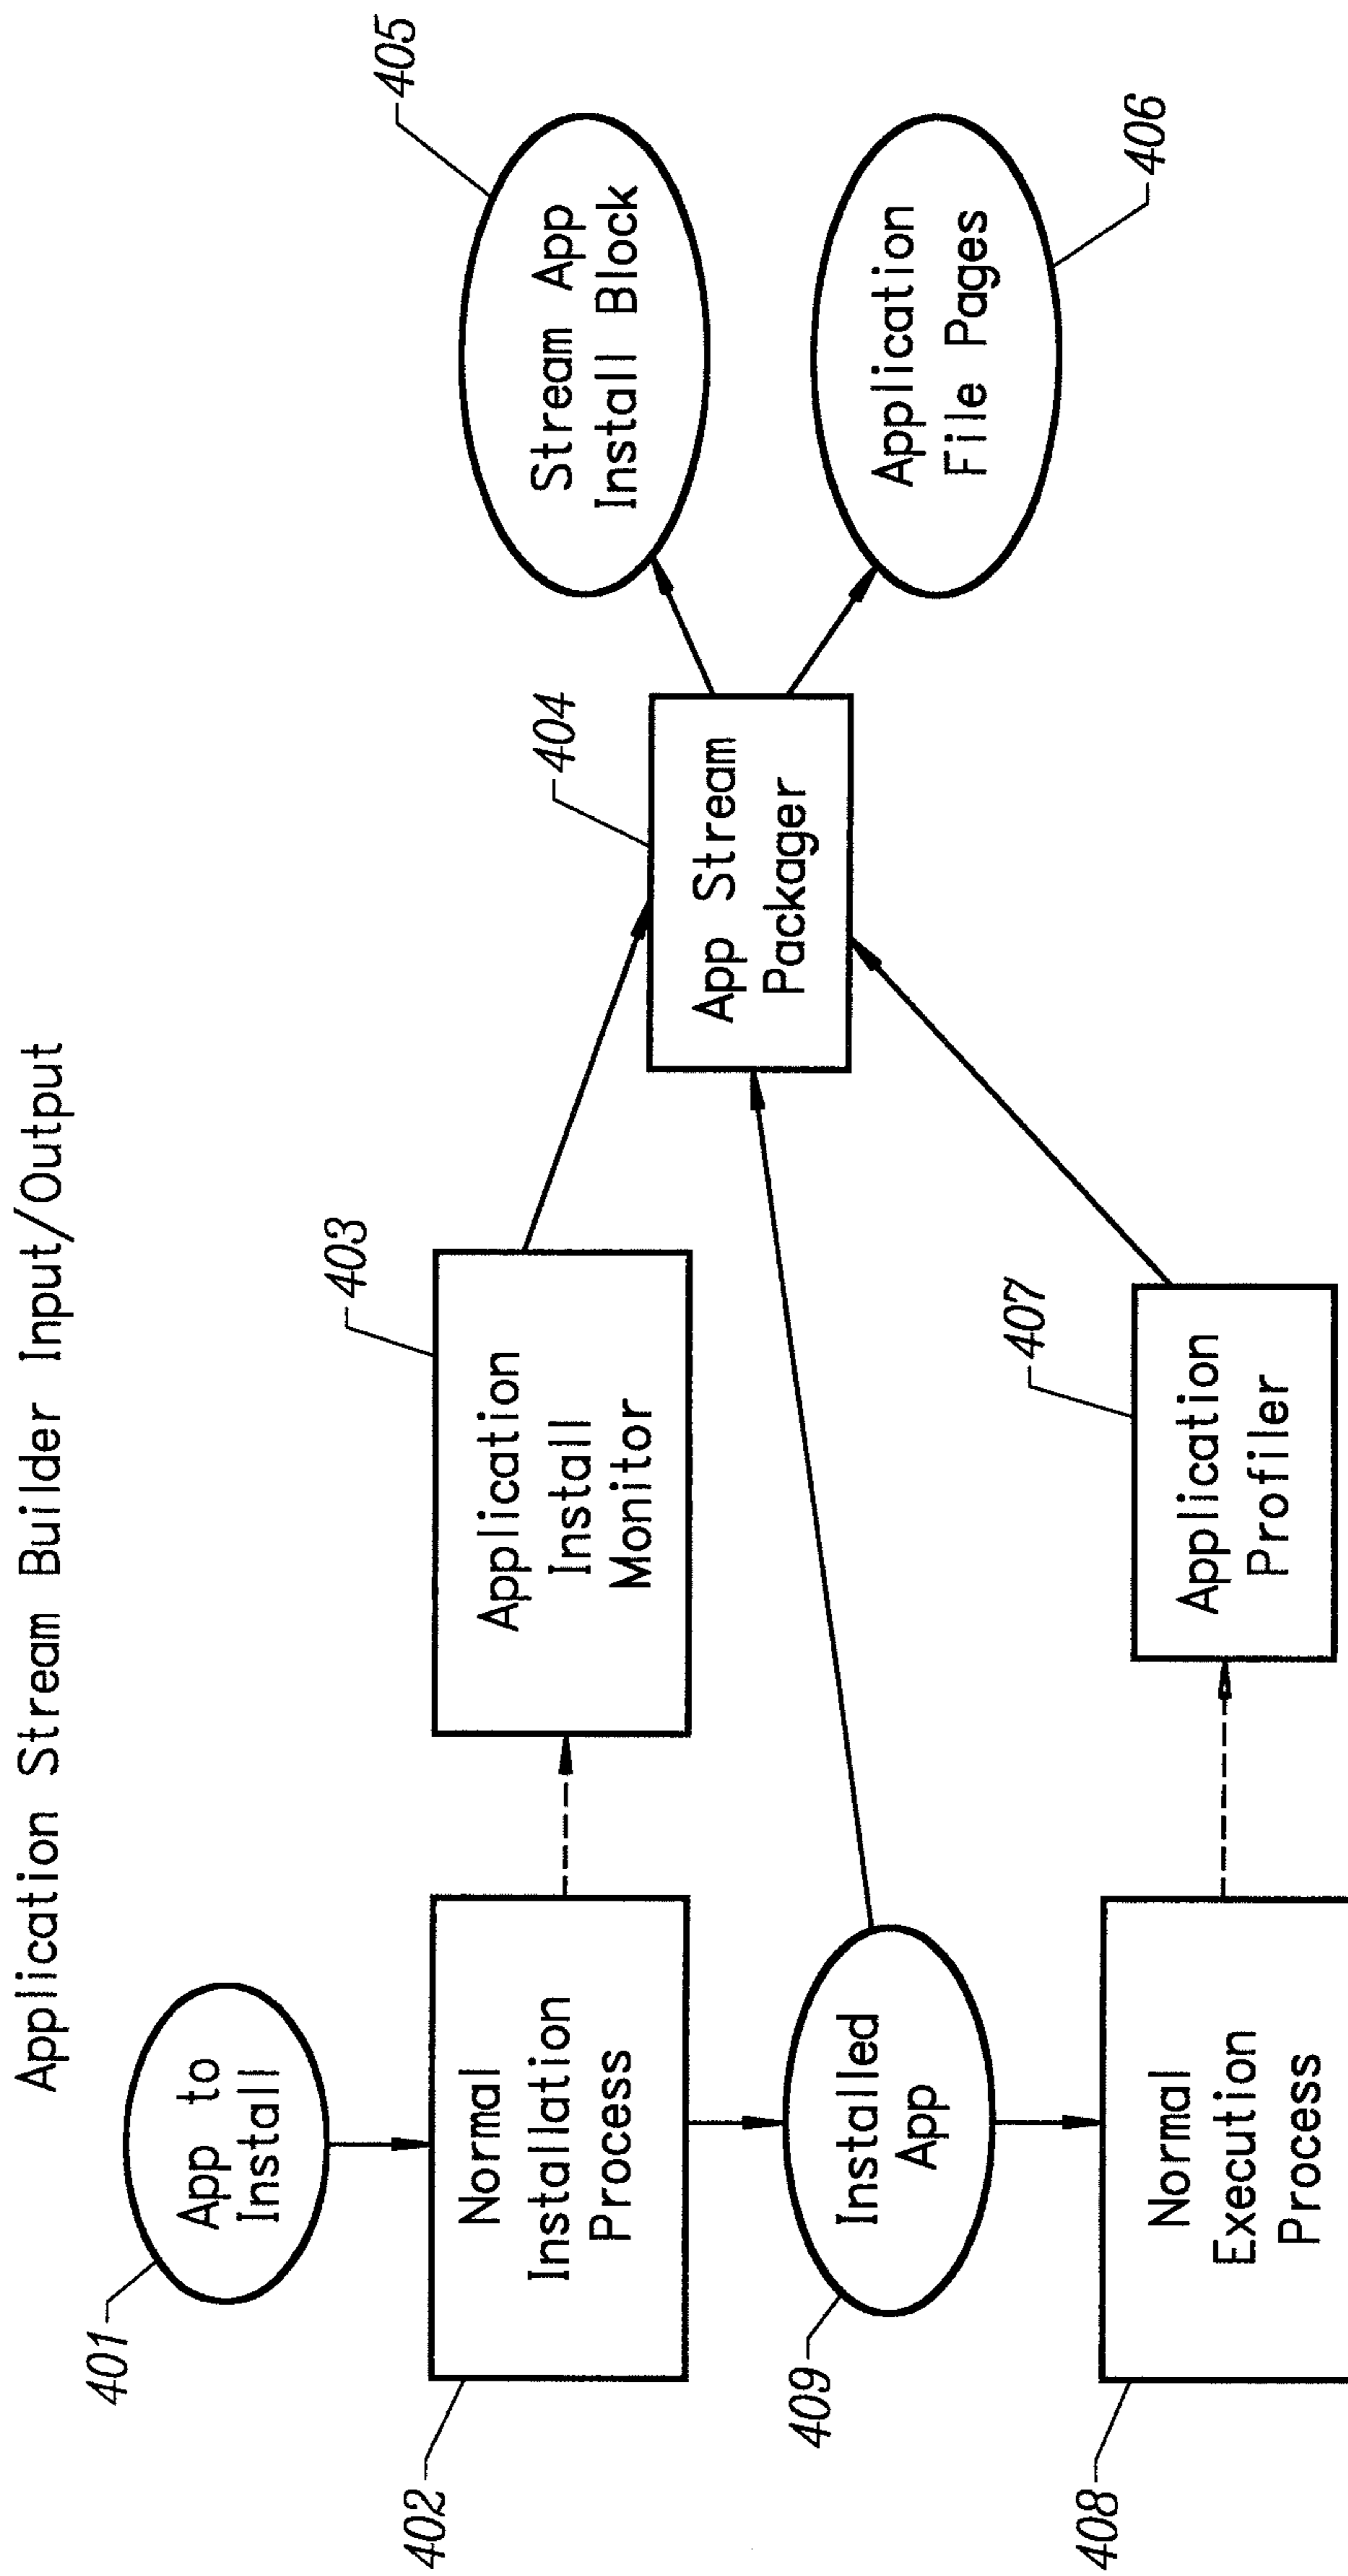 Application Stream Builder Input/Output
401
App to
Install
402
Normal
Installation
Process
403
Application
Install
Monitor
404
App Stream
Packager
405
Stream App
Install Block
406
Application
File Pages
409
Installed
App
407
Application
Profiler
408
Normal
Execution
Process